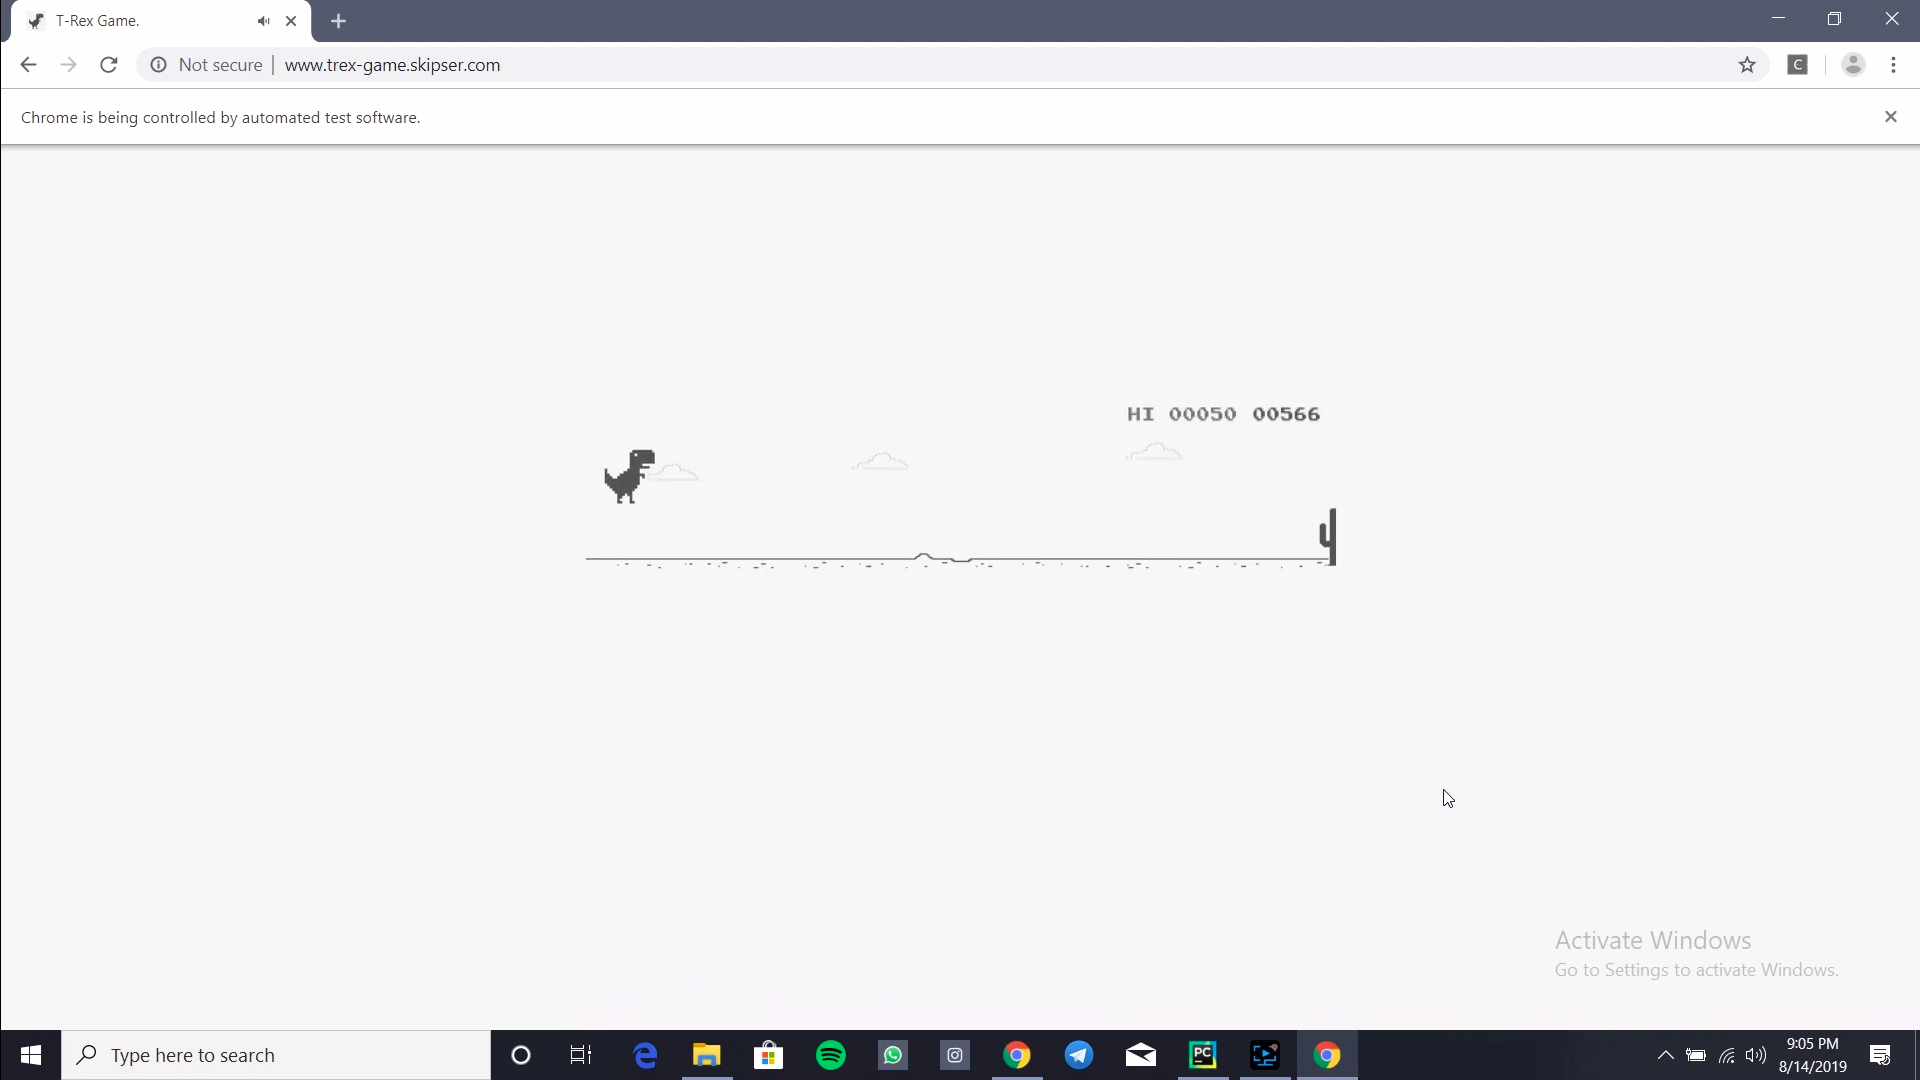 T-Rex Game.
Not secure | www.trex-game.skipser.com
C
Chrome is being controlled by automated test software.
HI 00050 00566
Activate Windows
Go to Settings to activate Windows.
Type here to search
PC
9:05 PM
8/14/2019